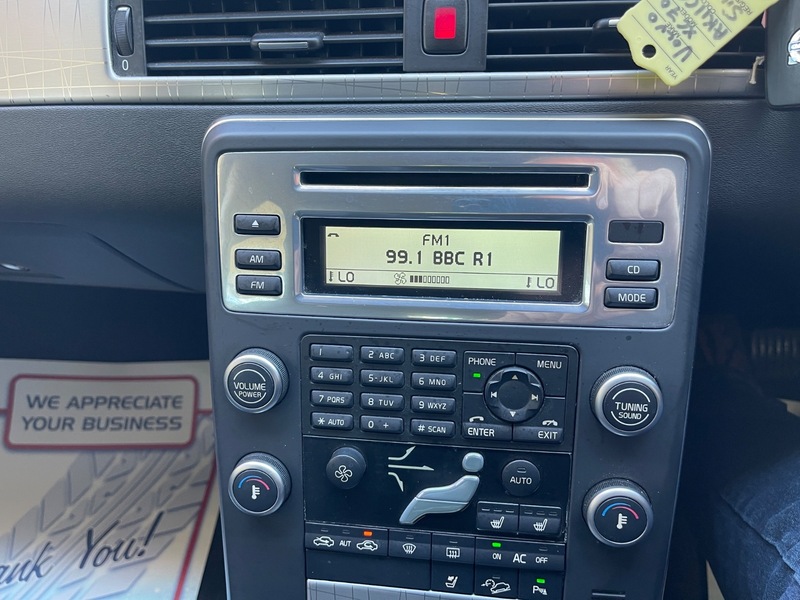 0
FM1
99.1 BBC R1
LO
LO
AM
FM
CD
MODE
VOLUME
POWER
1
2 ABC
3 DEF
4 GHI
5-JKL
6 MNO
7 PQRS
8 TUV
9 WXYZ
* AUTO
0 +
# SCAN
PHONE
MENU
ENTER
EXIT
TUNING
SOUND
AUTO
AUT
ON AC OFF
WE APPRECIATE
YOUR BUSINESS
ank You!